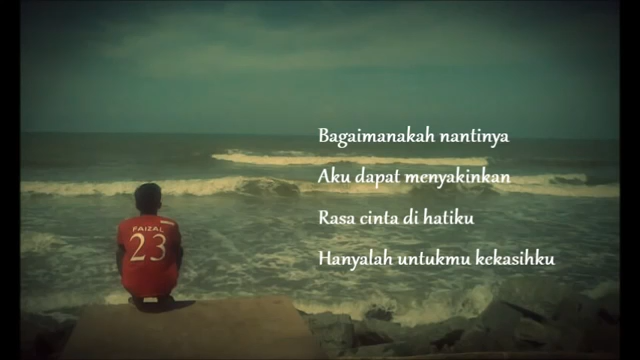 Bagaimanakah nantinya
Aku dapat menyakinkan
Rasa cinta di hatiku
Hanyalah untukmu kekasihku
FAIZAL
23